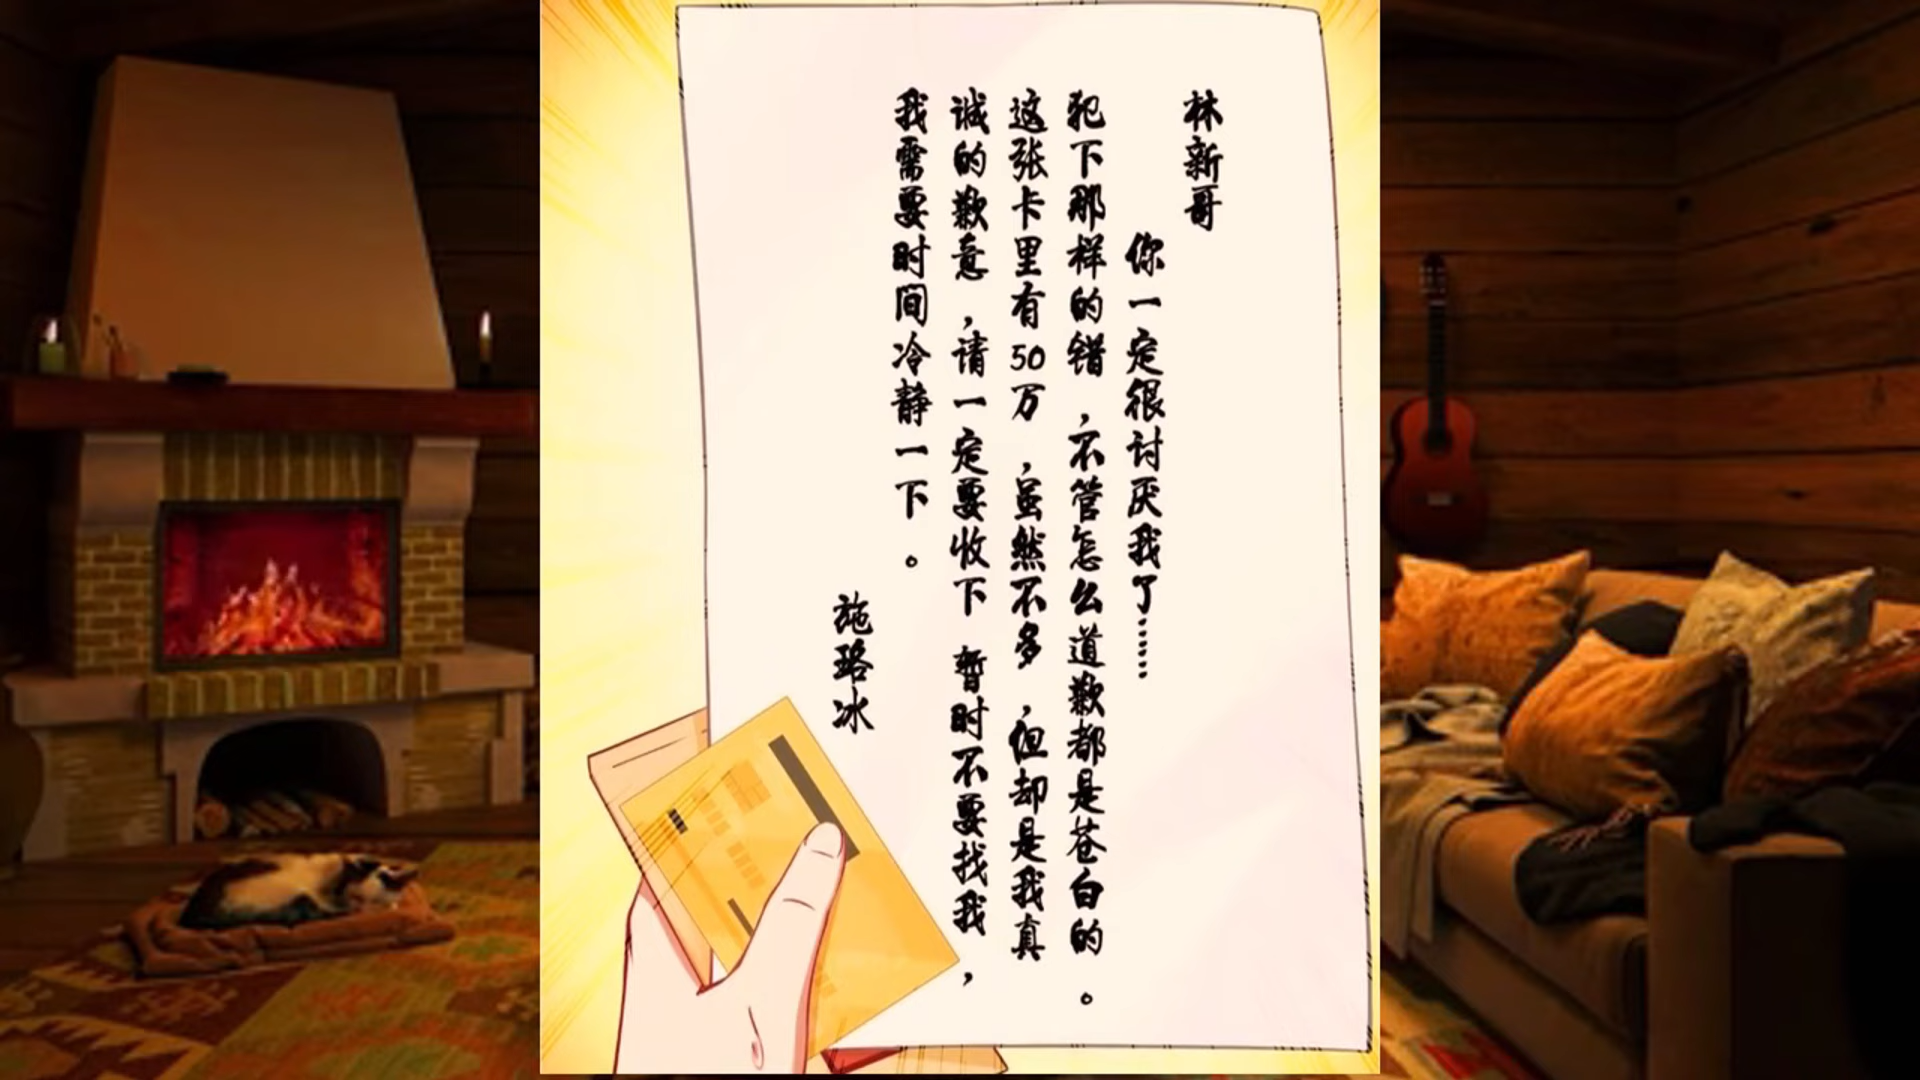 林新哥
你一定很讨厌我了……
犯下那样的错，不管怎么道歉都是苍白的。
这张卡里有50万，虽然不多，但却是我真
诚的歉意，请一定要收下 暂时不要找我，
我需要时间冷静一下。
施珞冰